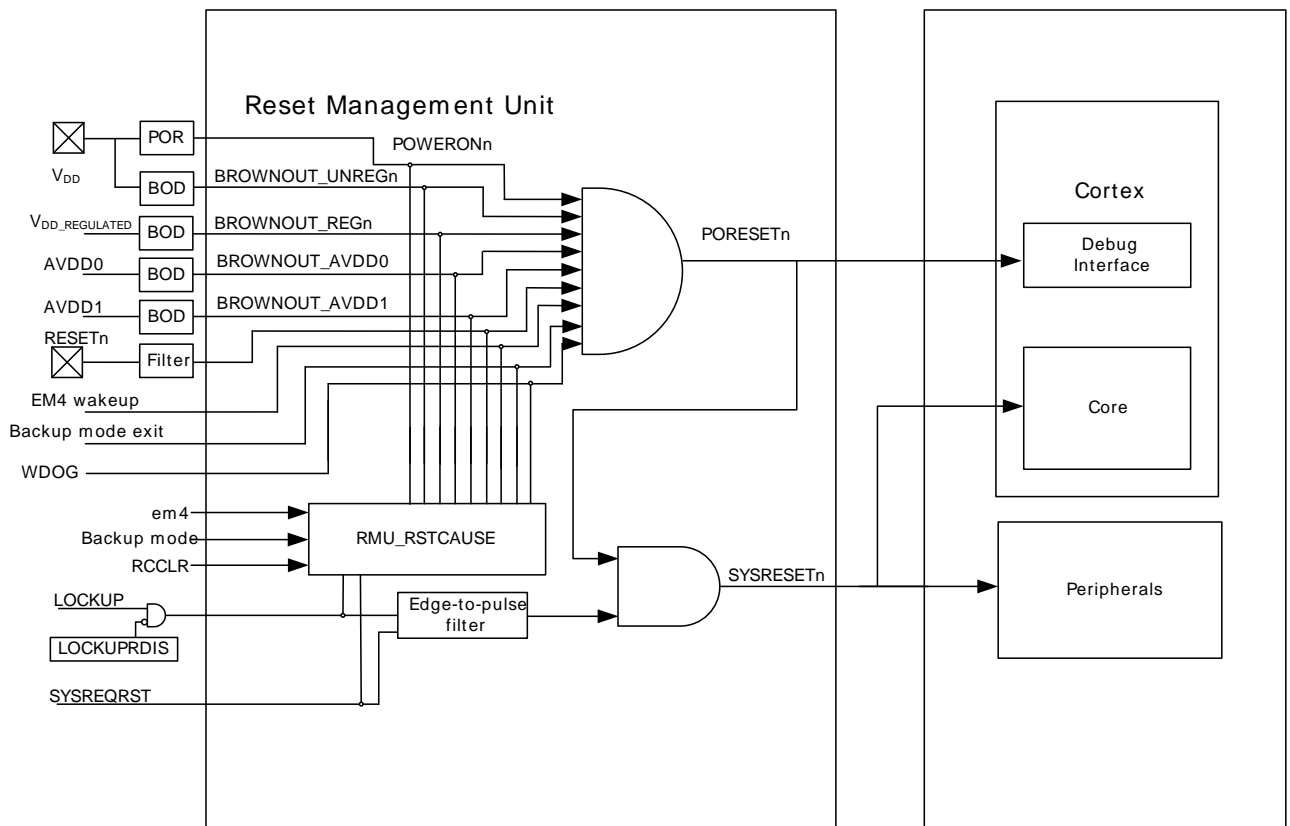 Reset Management Unit
POR
POWERONn
VDD
BOD
BROWNOUT_UNREGn
VDD_REGULATED
BOD
BROWNOUT_REGn
AVDD0
BOD
BROWNOUT_AVDD0
AVDD1
BOD
BROWNOUT_AVDD1
RESETn
Filter
EM4 wakeup
Backup mode exit
WDOG
em4
Backup mode
RCCLR
RMU_RSTCAUSE
LOCKUP
LOCKUPRDIS
Edge-to-pulse
filter
SYSREQRST
PORESETn
SYSRESETn
Cortex
Debug
Interface
Core
Peripherals